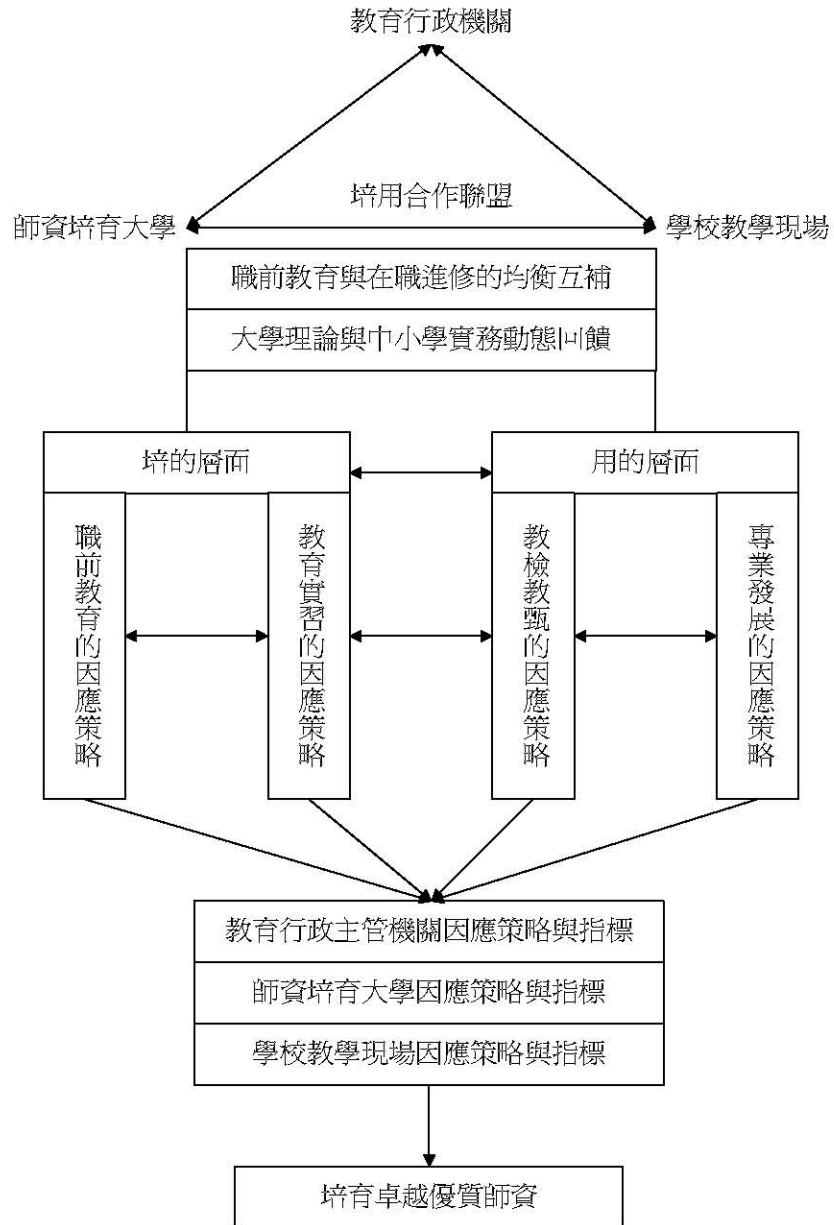 教育行政機關
培用合作聯盟
師資培育大學
學校教學現場
職前教育與在職進修的均衡互補
大學理論與中小學實務動態回饋
培的層面
用的層面
職前教育的因應策略
教育實習的因應策略
教檢教甄的因應策略
專業發展的因應策略
教育行政主管機關因應策略與指標
師資培育大學因應策略與指標
學校教學現場因應策略與指標
培育卓越優質師資